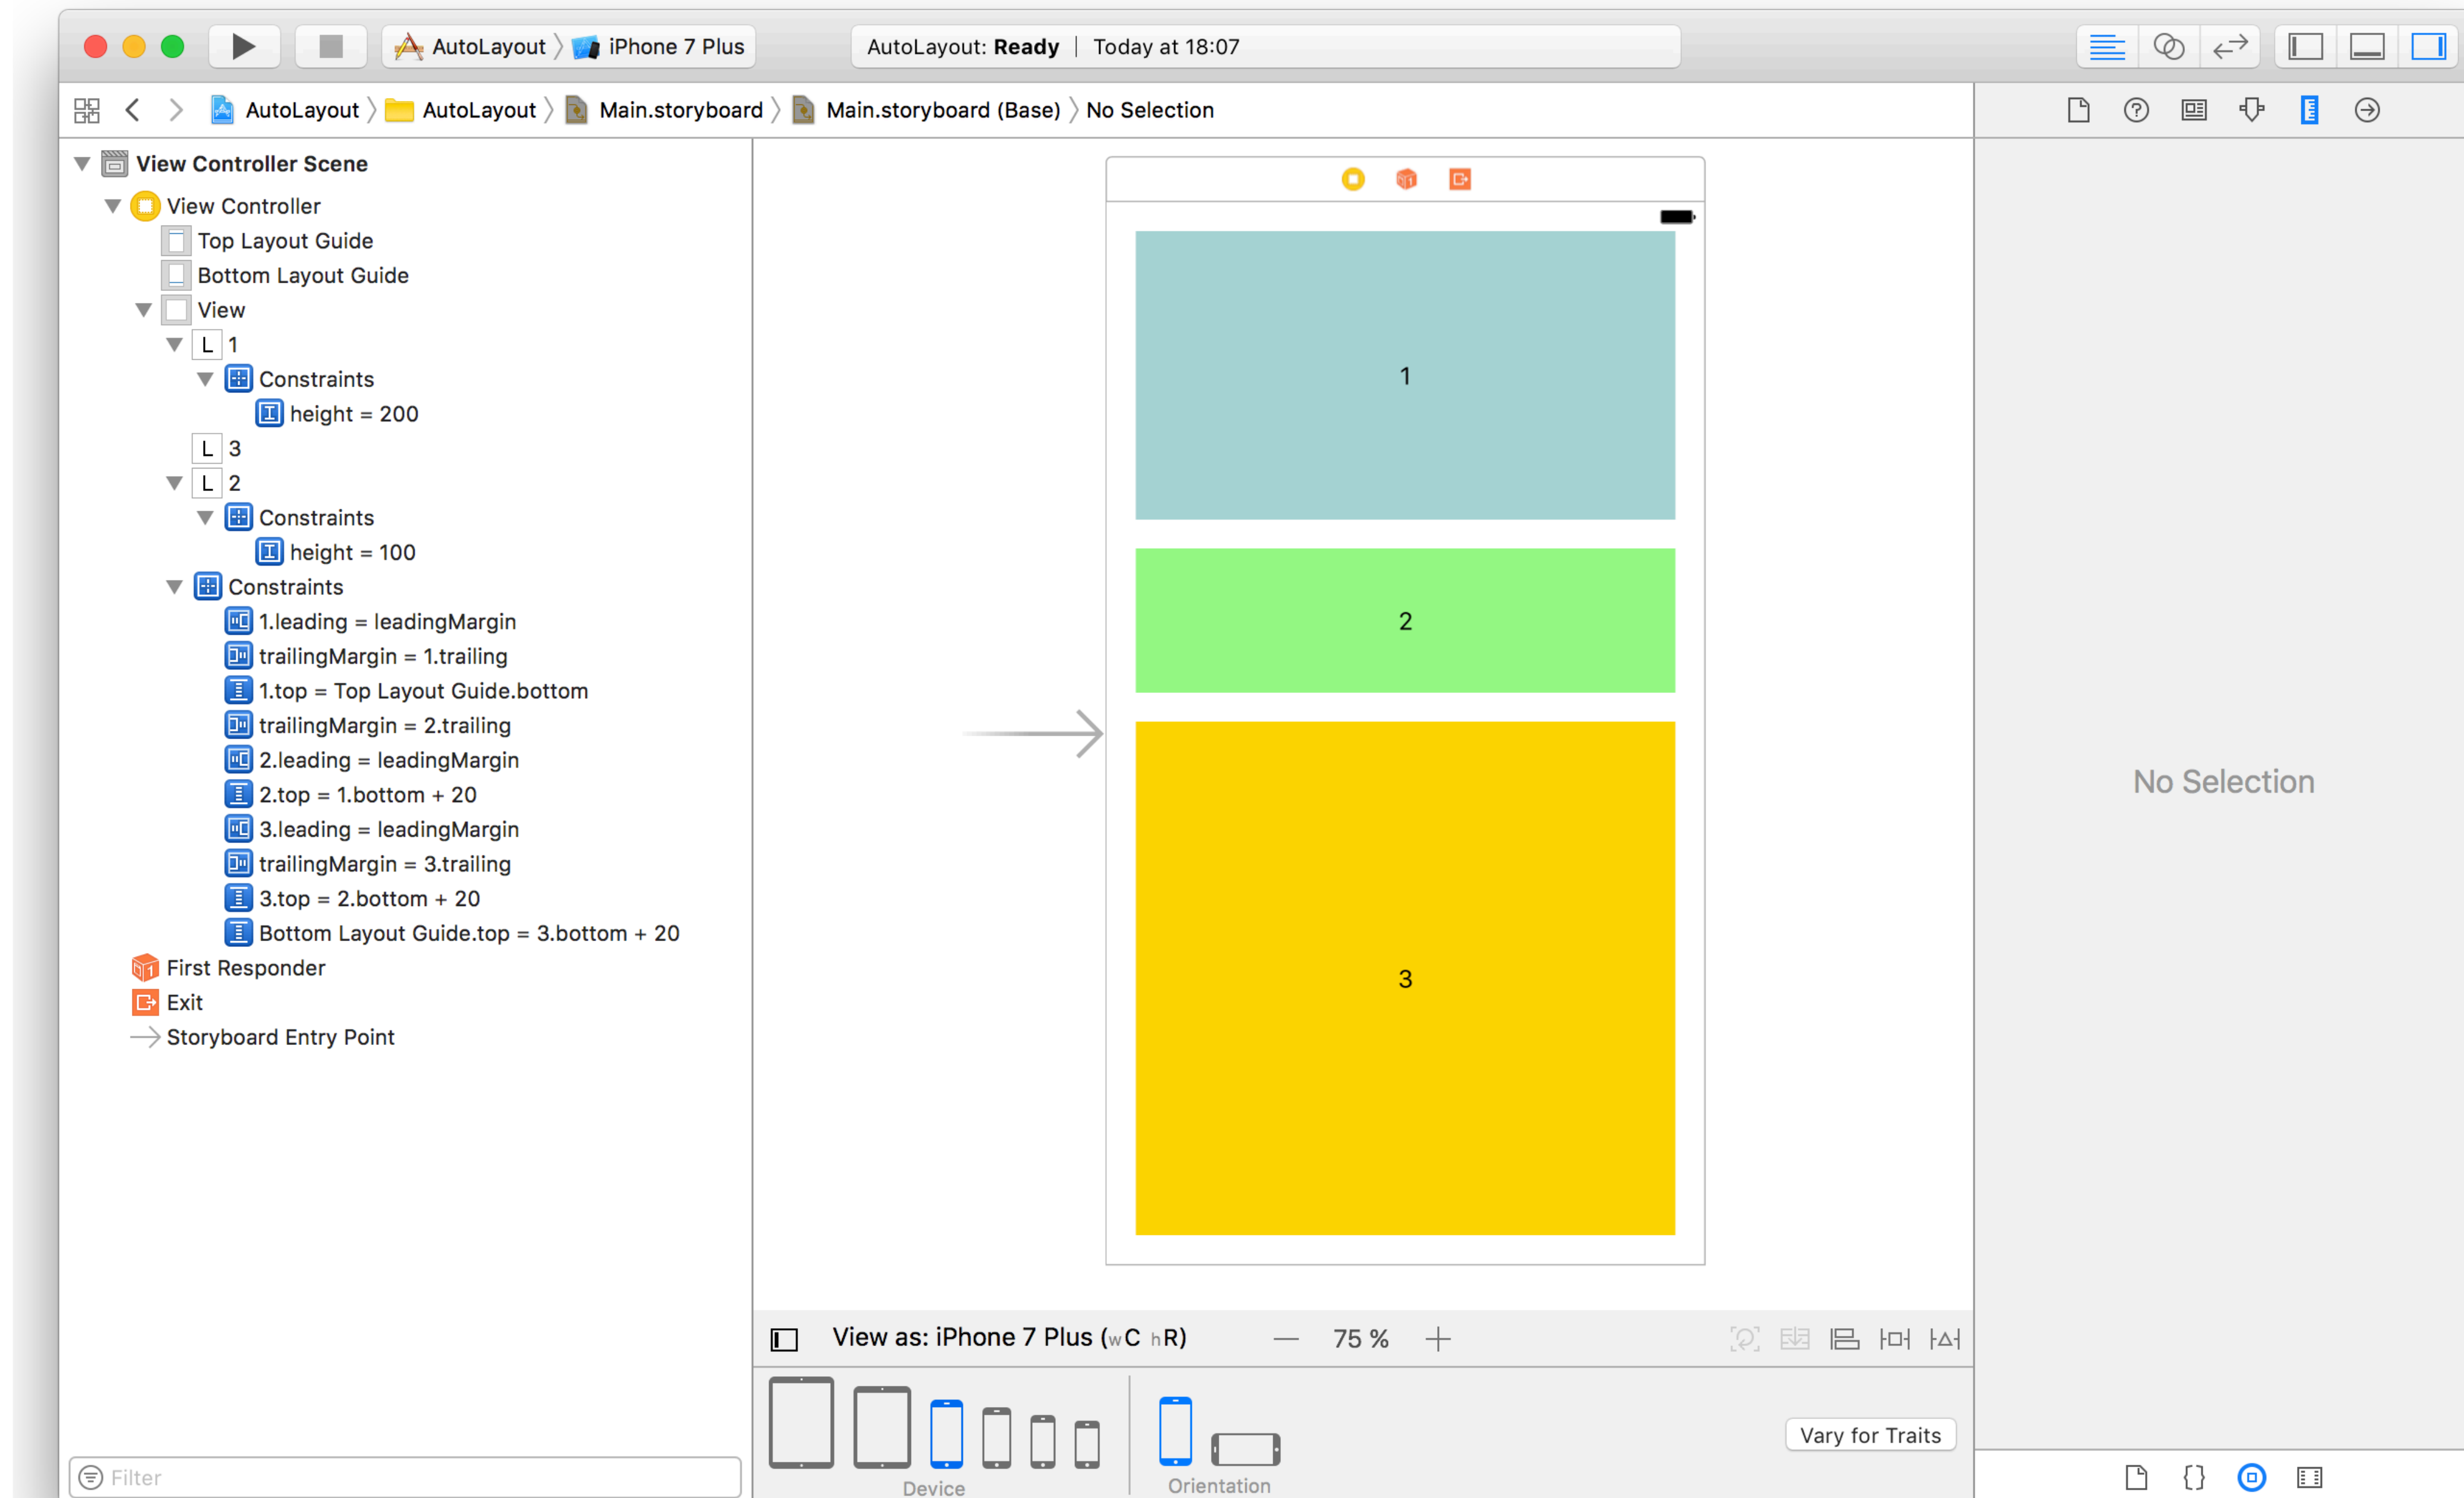 AutoLayout iPhone 7 Plus
AutoLayout: Ready | Today at 18:07
AutoLayout AutoLayout Main.storyboard Main.storyboard (Base) No Selection
View Controller Scene
View Controller
Top Layout Guide
Bottom Layout Guide
View
L 1
Constraints
height = 200
L 3
L 2
Constraints
height = 100
Constraints
1.leading = leadingMargin
trailingMargin = 1.trailing
1.top = Top Layout Guide.bottom
trailingMargin = 2.trailing
2.leading = leadingMargin
2.top = 1.bottom + 20
3.leading = leadingMargin
trailingMargin = 3.trailing
3.top = 2.bottom + 20
Bottom Layout Guide.top = 3.bottom + 20
First Responder
Exit
Storyboard Entry Point
Filter
1
2
3
View as: iPhone 7 Plus (wC hR)
75 %
Device
Orientation
Vary for Traits
No Selection